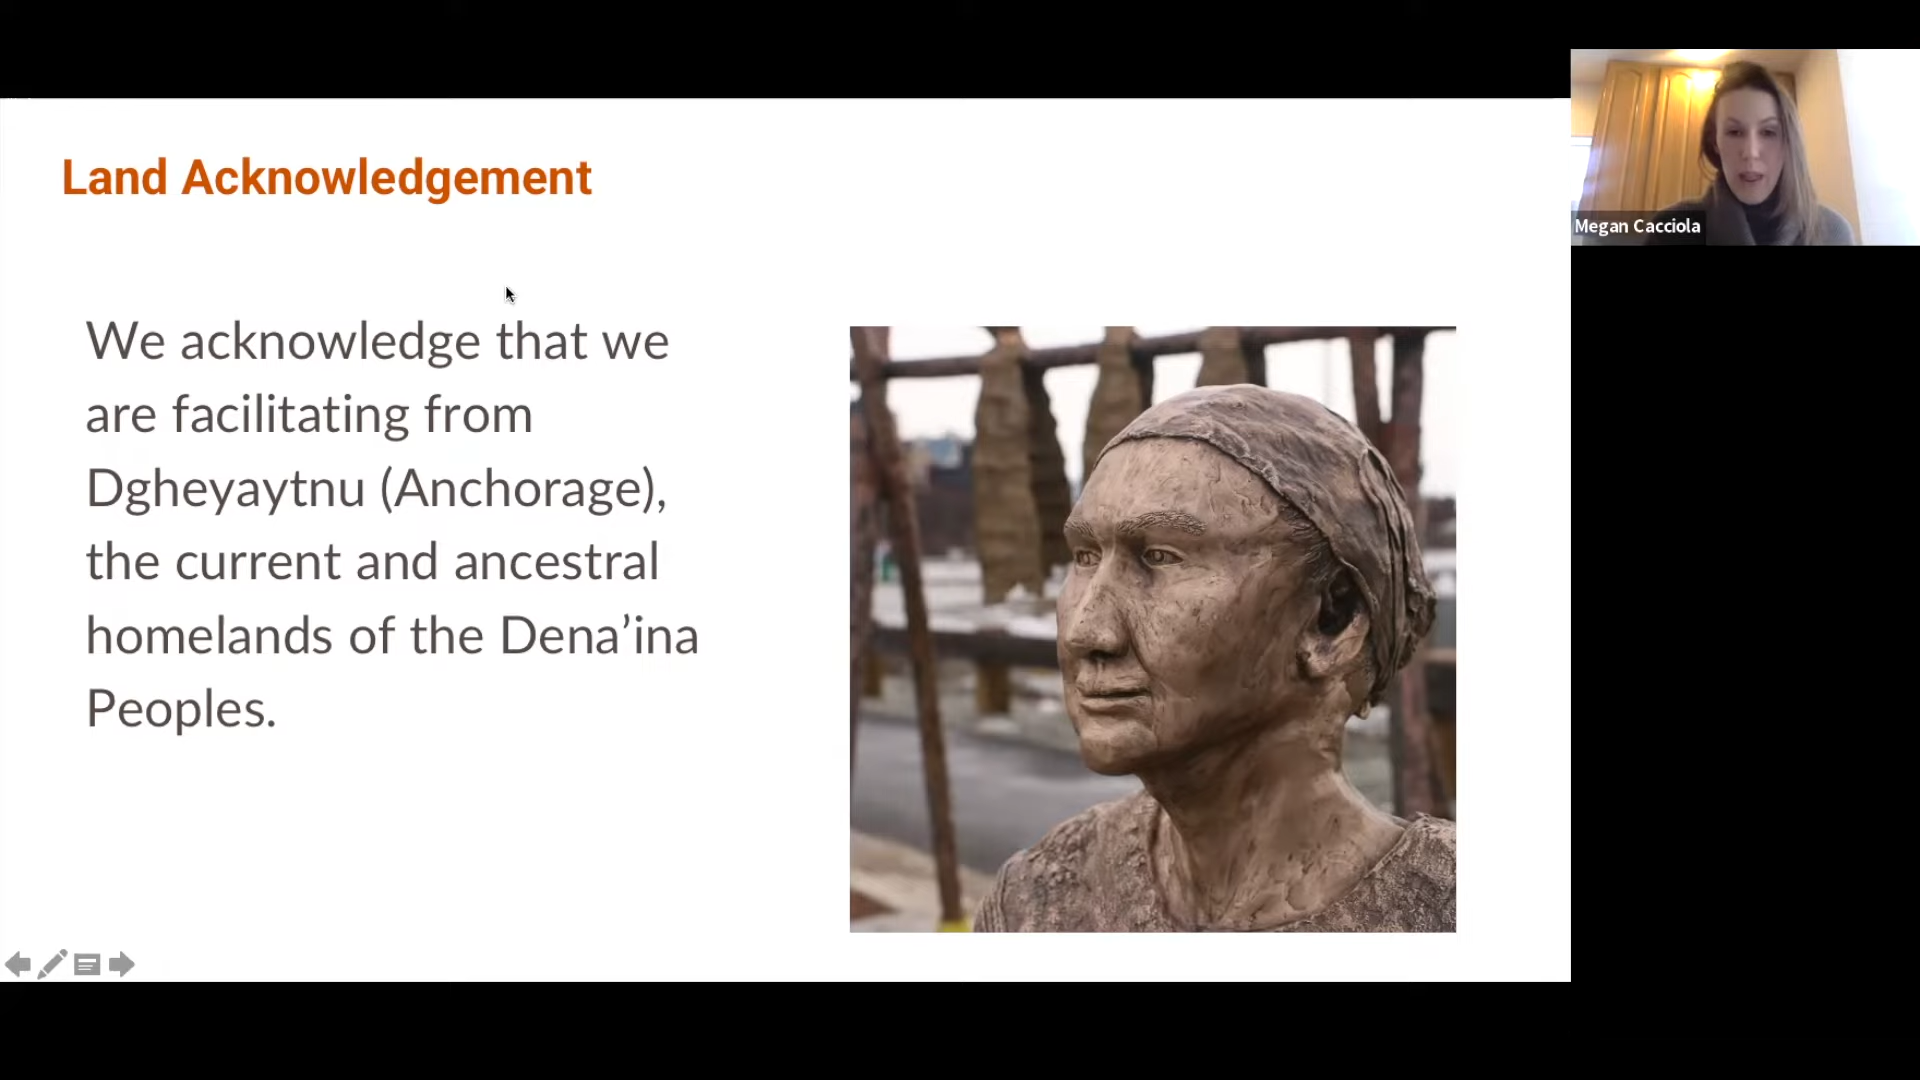 Land Acknowledgement
We acknowledge that we
are facilitating from
Dgheyaytnu (Anchorage),
the current and ancestral
homelands of the Dena’ina
Peoples.
Megan Cacciola